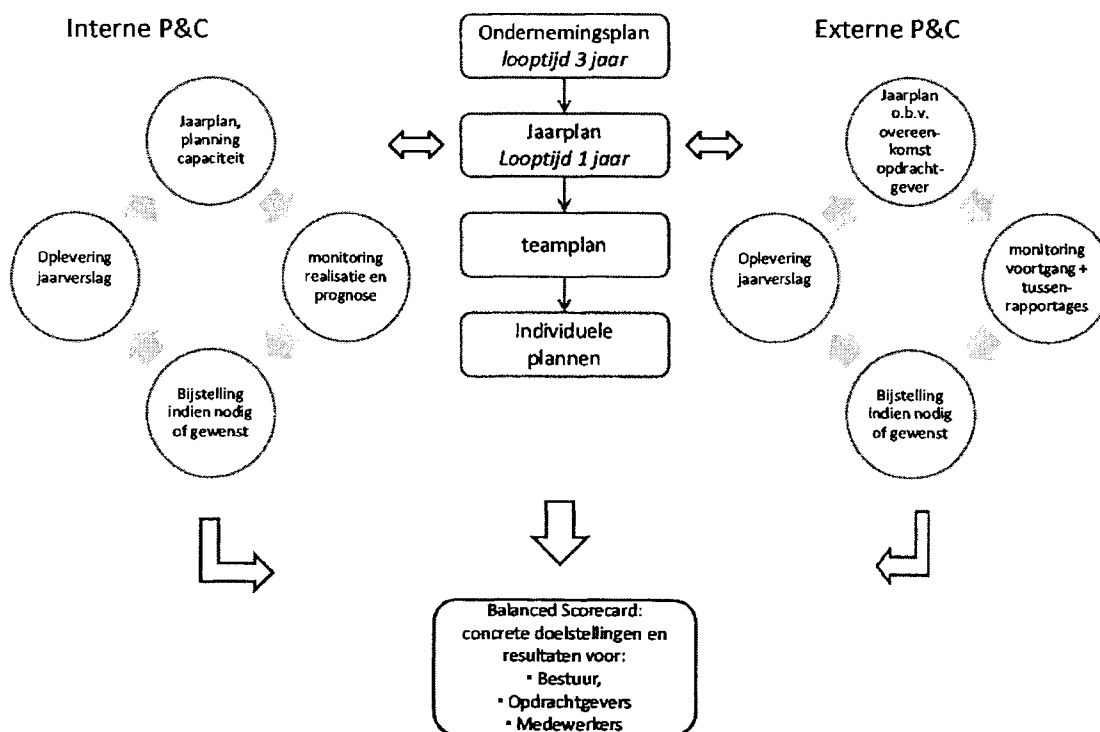 Interne P&C
Jaarplan,
planning
capaciteit
Oplevering
jaarverslag
monitoring
realisatie en
prognose
Bijstelling
indien nodig
of gewenst
Ondernemingsplan
looptijd 3 jaar
Jaarplan
Looptijd 1 jaar
teamplan
Individuele
plannen
Externe P&C
Jaarplan
o.b.v.
overeen-
komst
opdracht-
gever
Oplevering
jaarverslag
monitoring
voortgang +
tussen-
rapportages
Bijstelling
indien nodig
of gewenst
Balanced Scorecard:
concrete doelstellingen en
resultaten voor:
▪ Bestuur,
▪ Opdrachtgevers
▪ Medewerkers